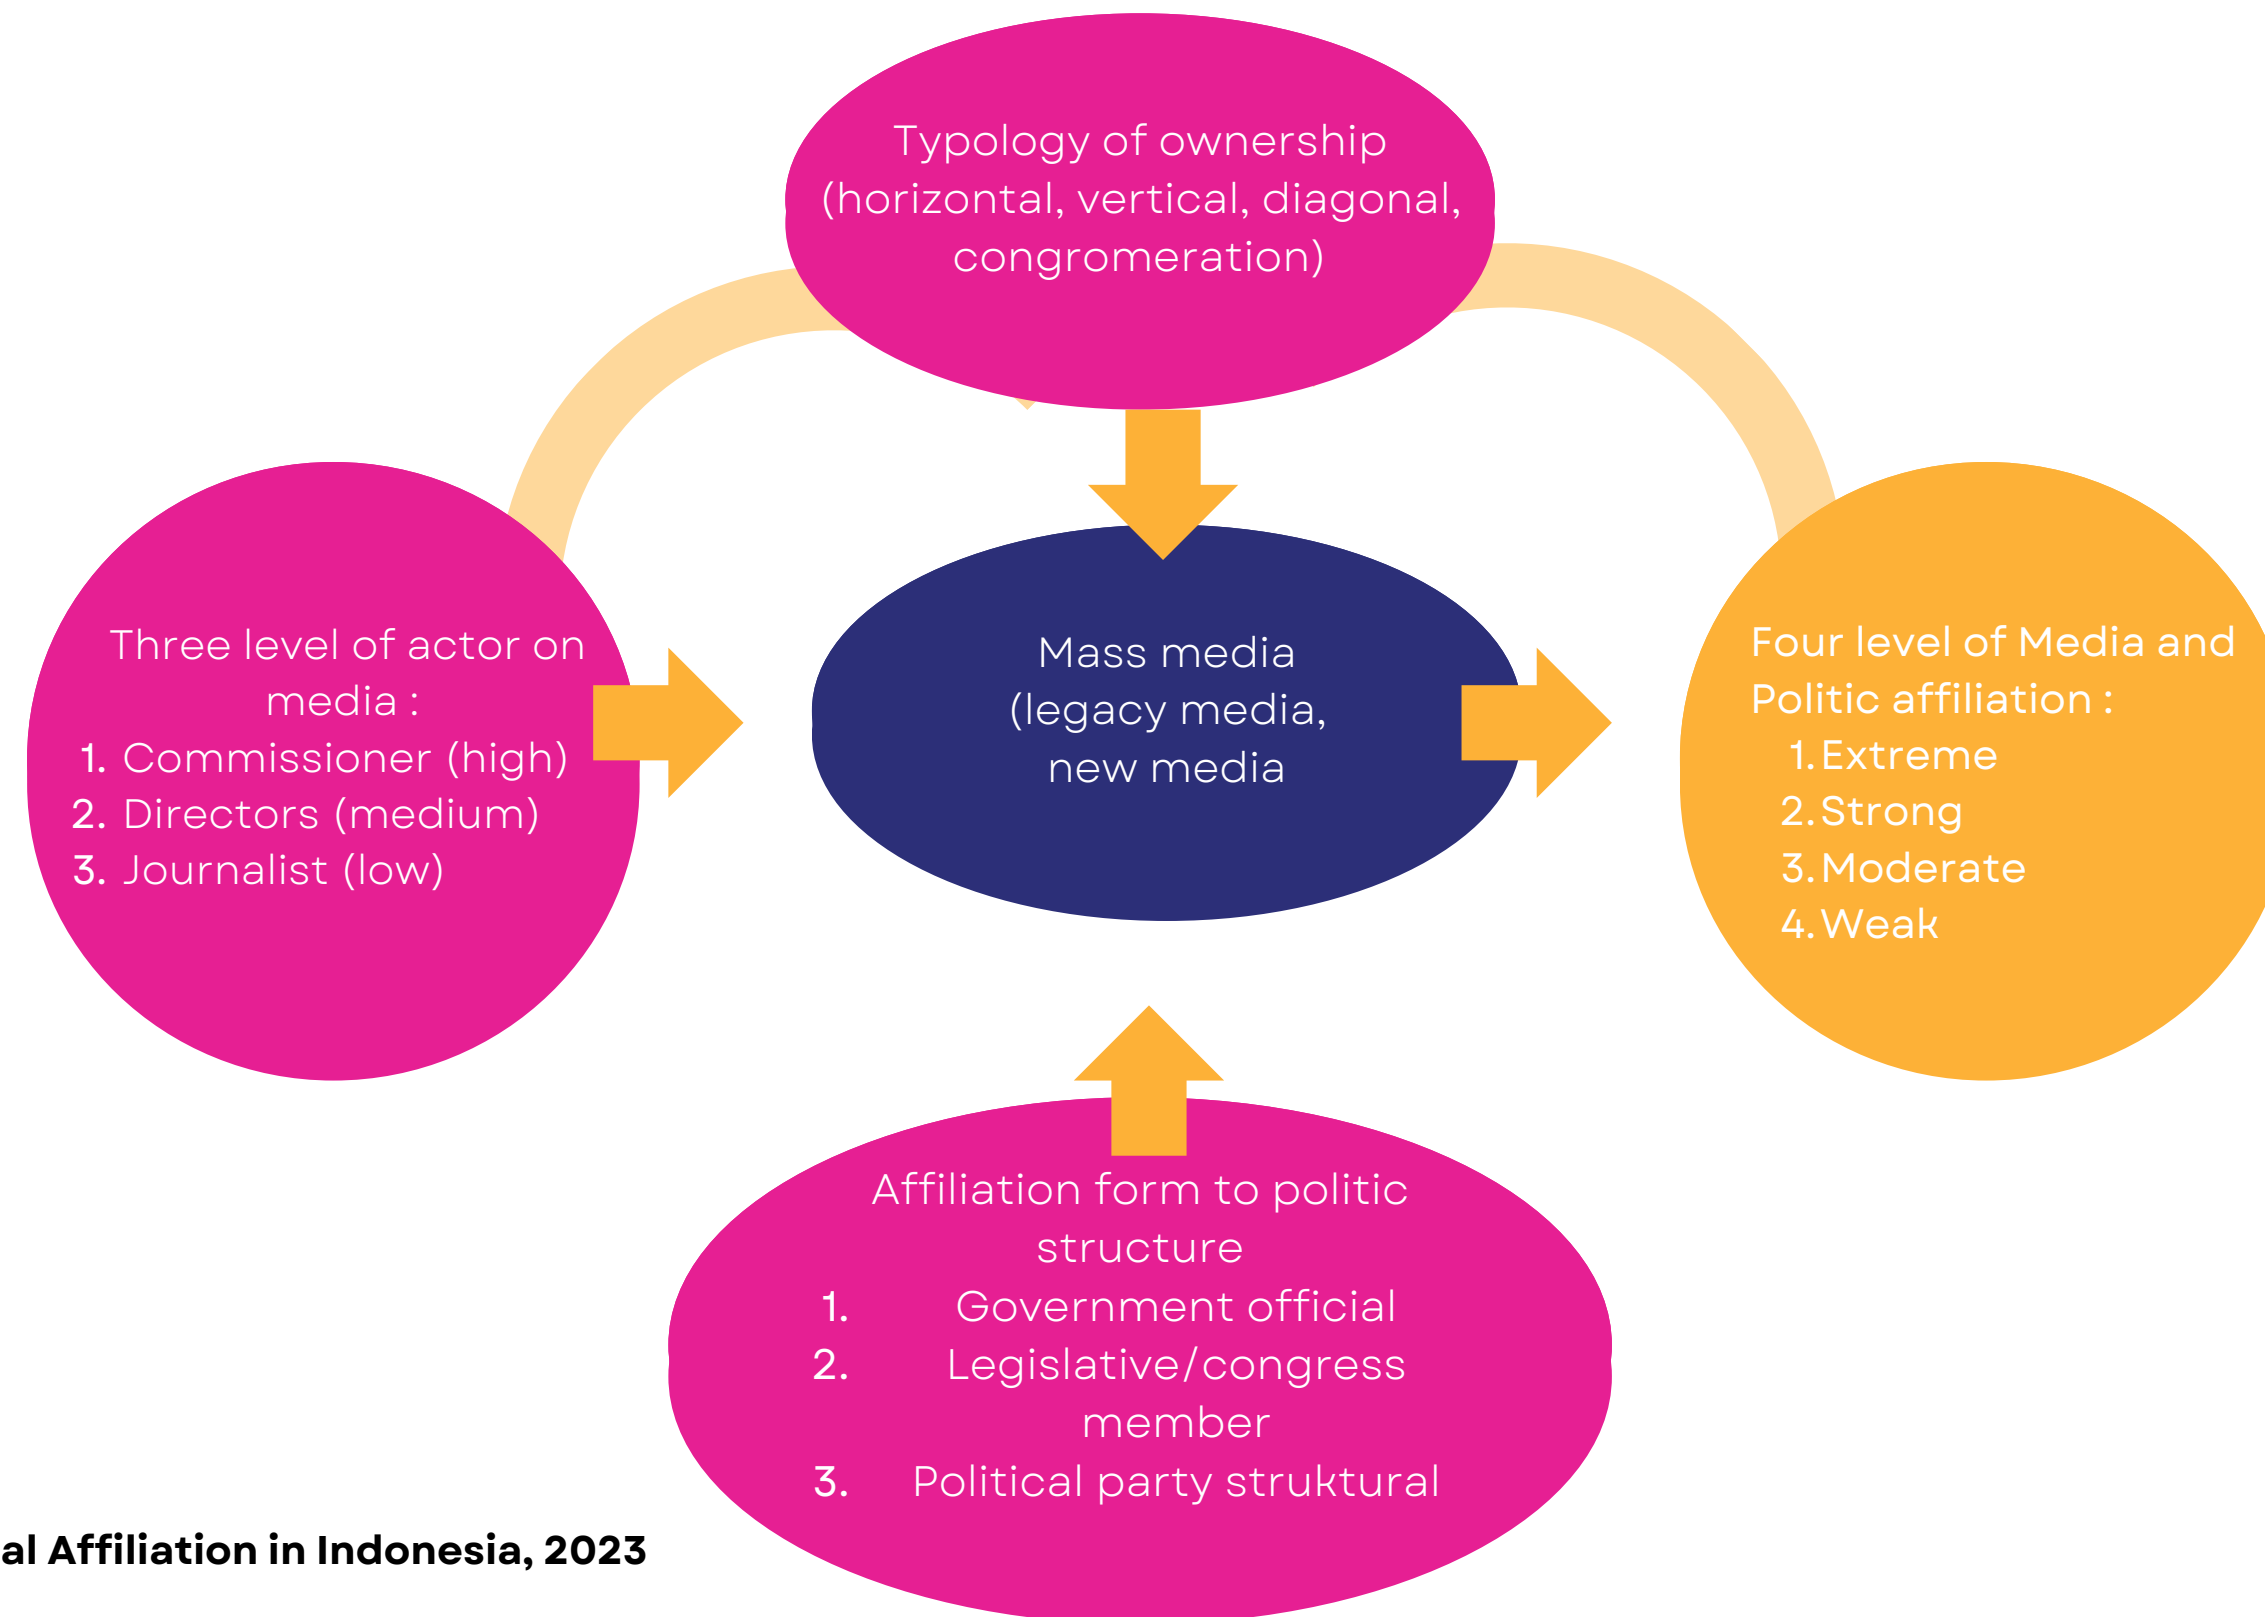 Typology of ownership
(horizontal, vertical, diagonal,
congromeration)
Three level of actor on
media :
1. Commissioner (high)
2. Directors (medium)
3. Journalist (low)
Mass media
(legacy media,
new media
Four level of Media and
Politic affiliation :
1. Extreme
2. Strong
3. Moderate
4. Weak
Affiliation form to politic
structure
1. Government official
2. Legislative/congress
member
3. Political party struktural
al Affiliation in Indonesia, 2023